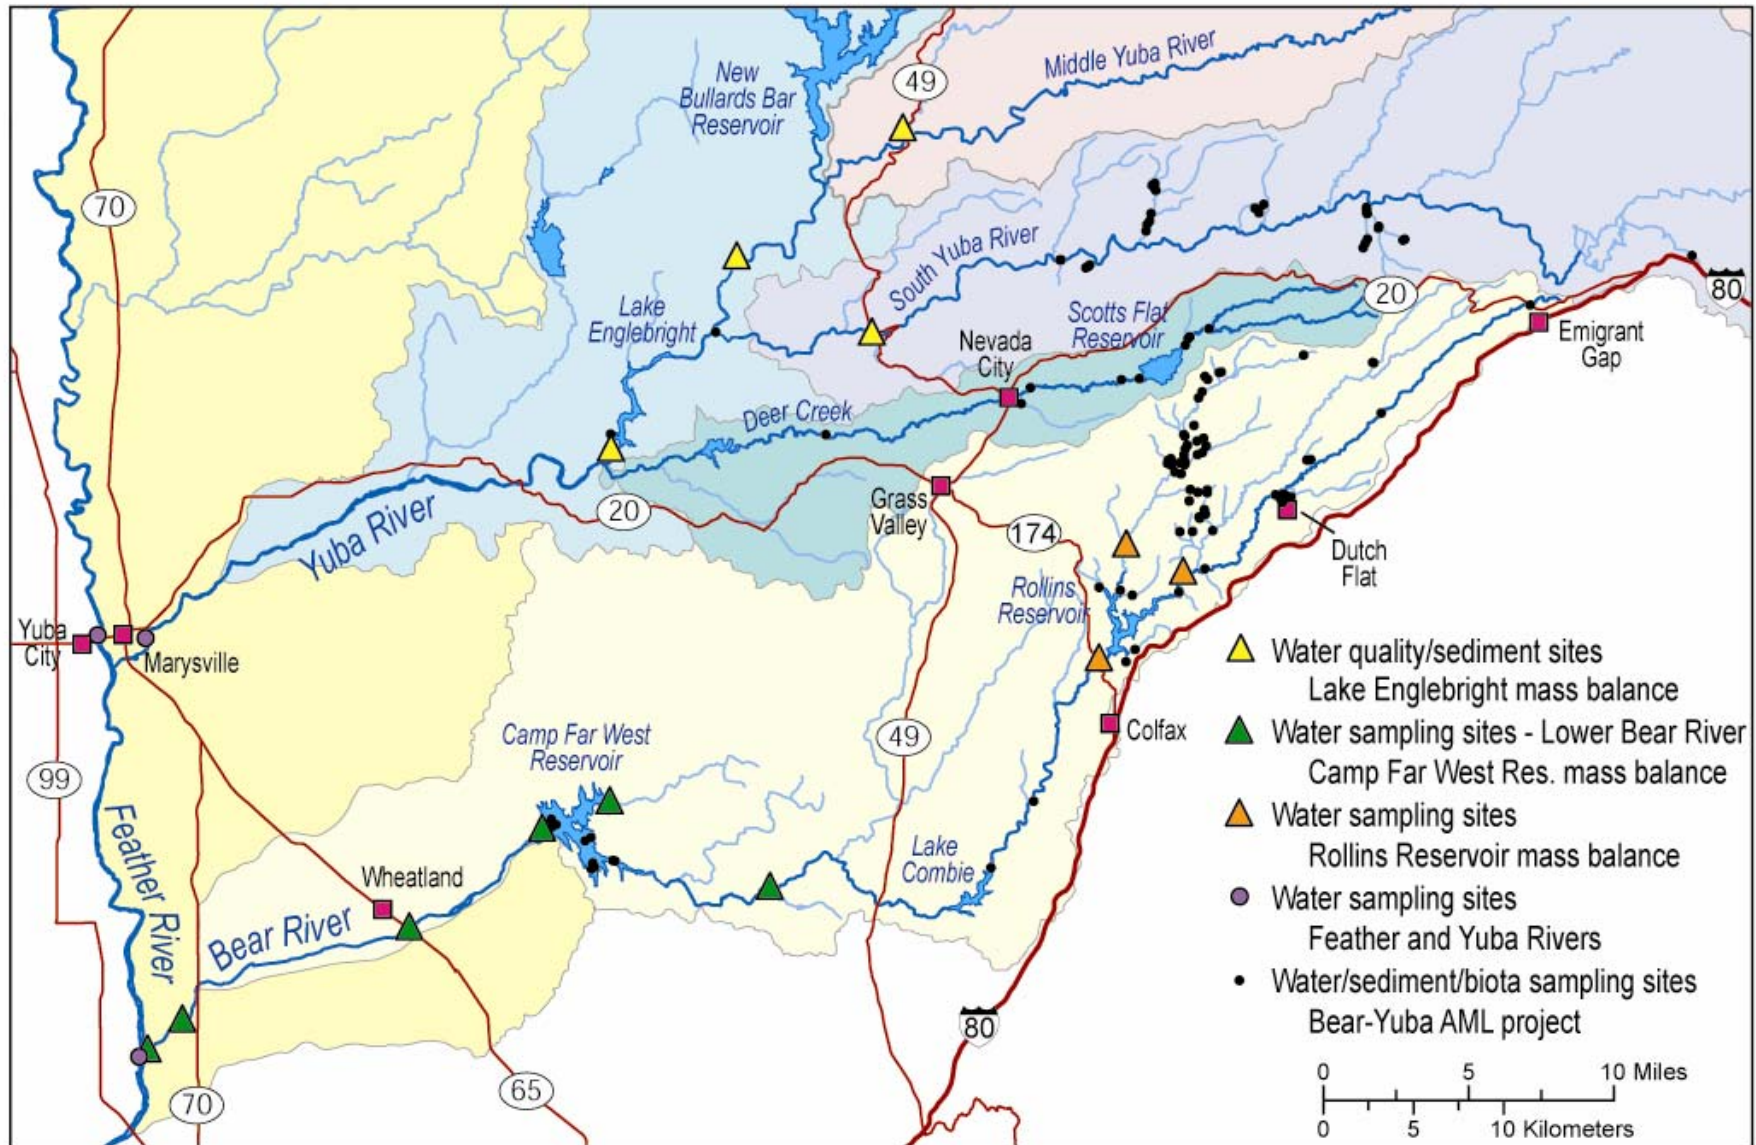 49
Middle Yuba River
New
Bullards Bar
Reservoir
70
South Yuba River
80
20
Lake
Englebright
Scotts Flat
Reservoir
Nevada
City
Emigrant
Gap
Deer Creek
Grass
Valley
20
Yuba River
174
Dutch
Flat
Rollins
Reservoir
Yuba
City
Marysville
Colfax
49
Camp Far West
Reservoir
99
Feather River
Wheatland
Lake
Combie
Bear River
80
65
70
Water quality/sediment sites
Lake Englebright mass balance
Water sampling sites - Lower Bear River
Camp Far West Res. mass balance
Water sampling sites
Rollins Reservoir mass balance
Water sampling sites
Feather and Yuba Rivers
Water/sediment/biota sampling sites
Bear-Yuba AML project
0 5 10 Miles
0 5 10 Kilometers